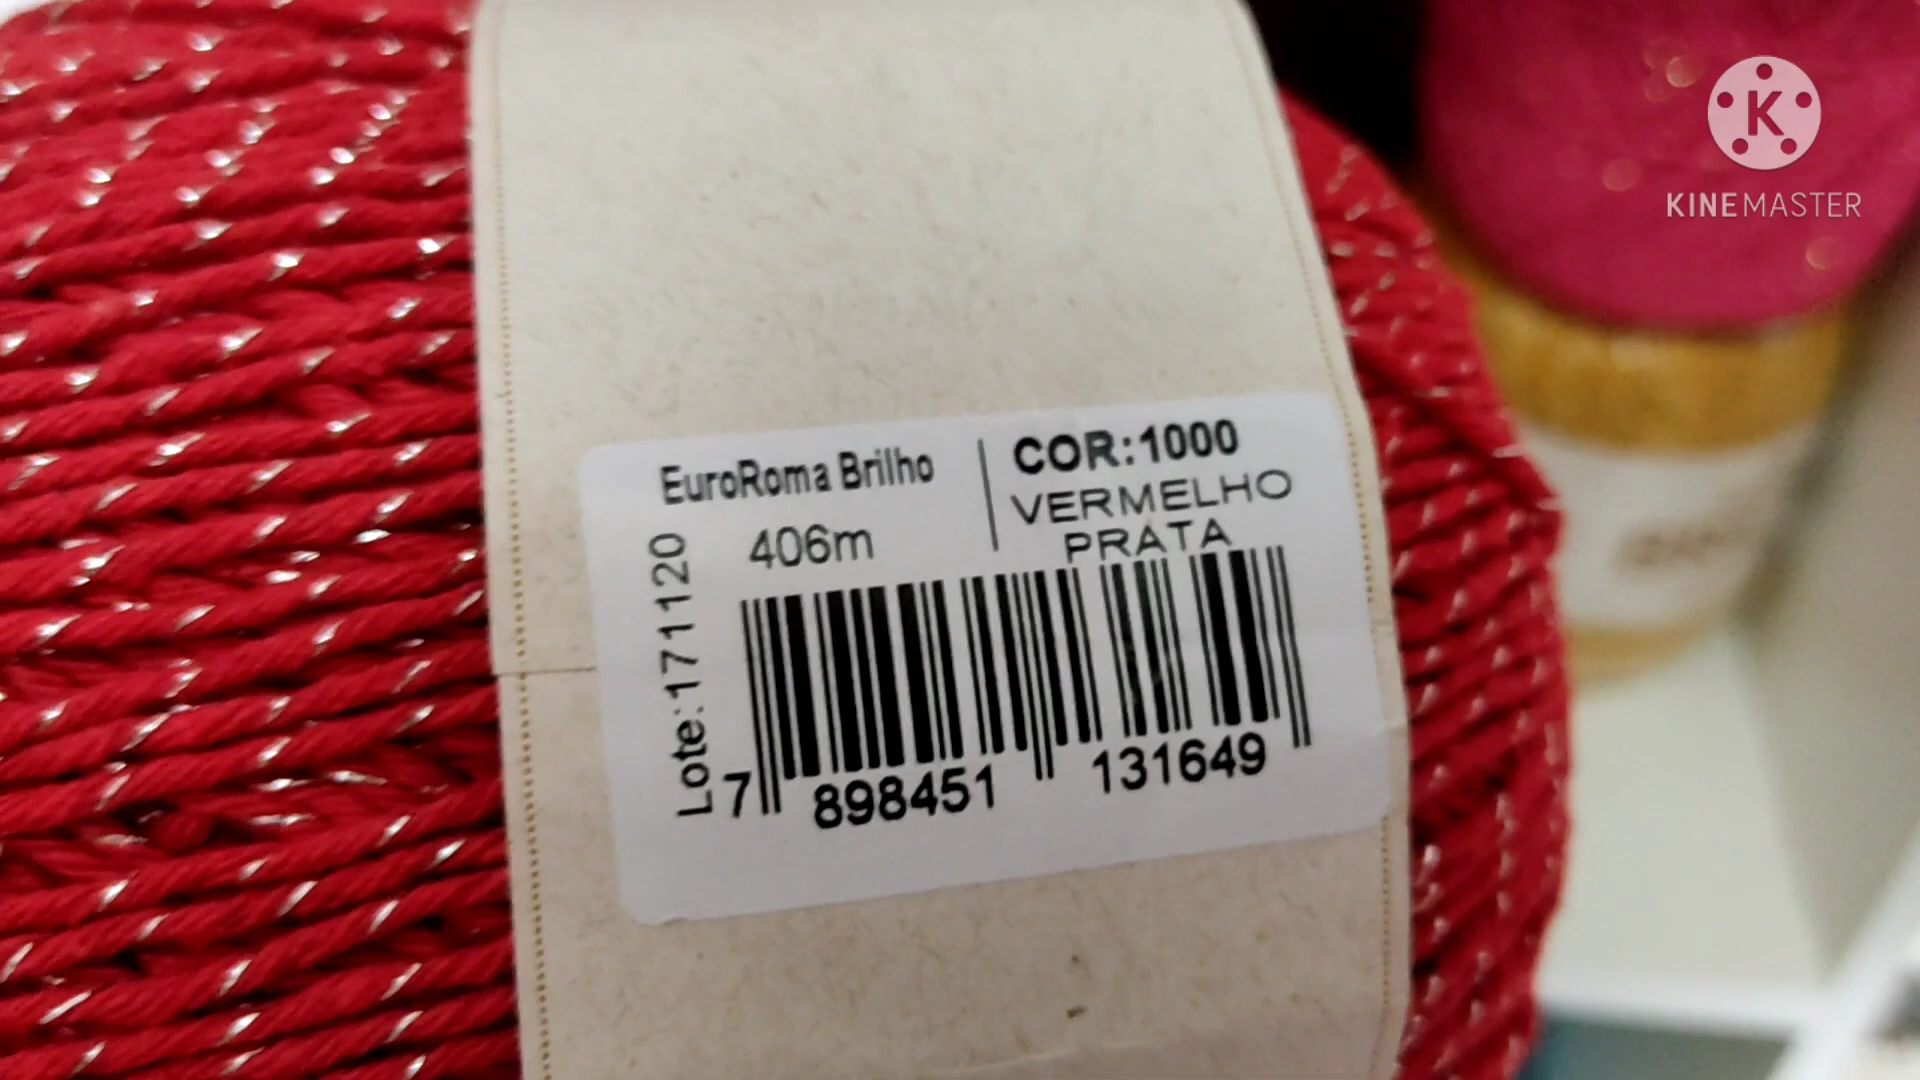 K
KINEMASTER
EuroRoma Brilho
406m
COR:1000
VERMELHO
PRATA
Lote:171120
7 898451 131649